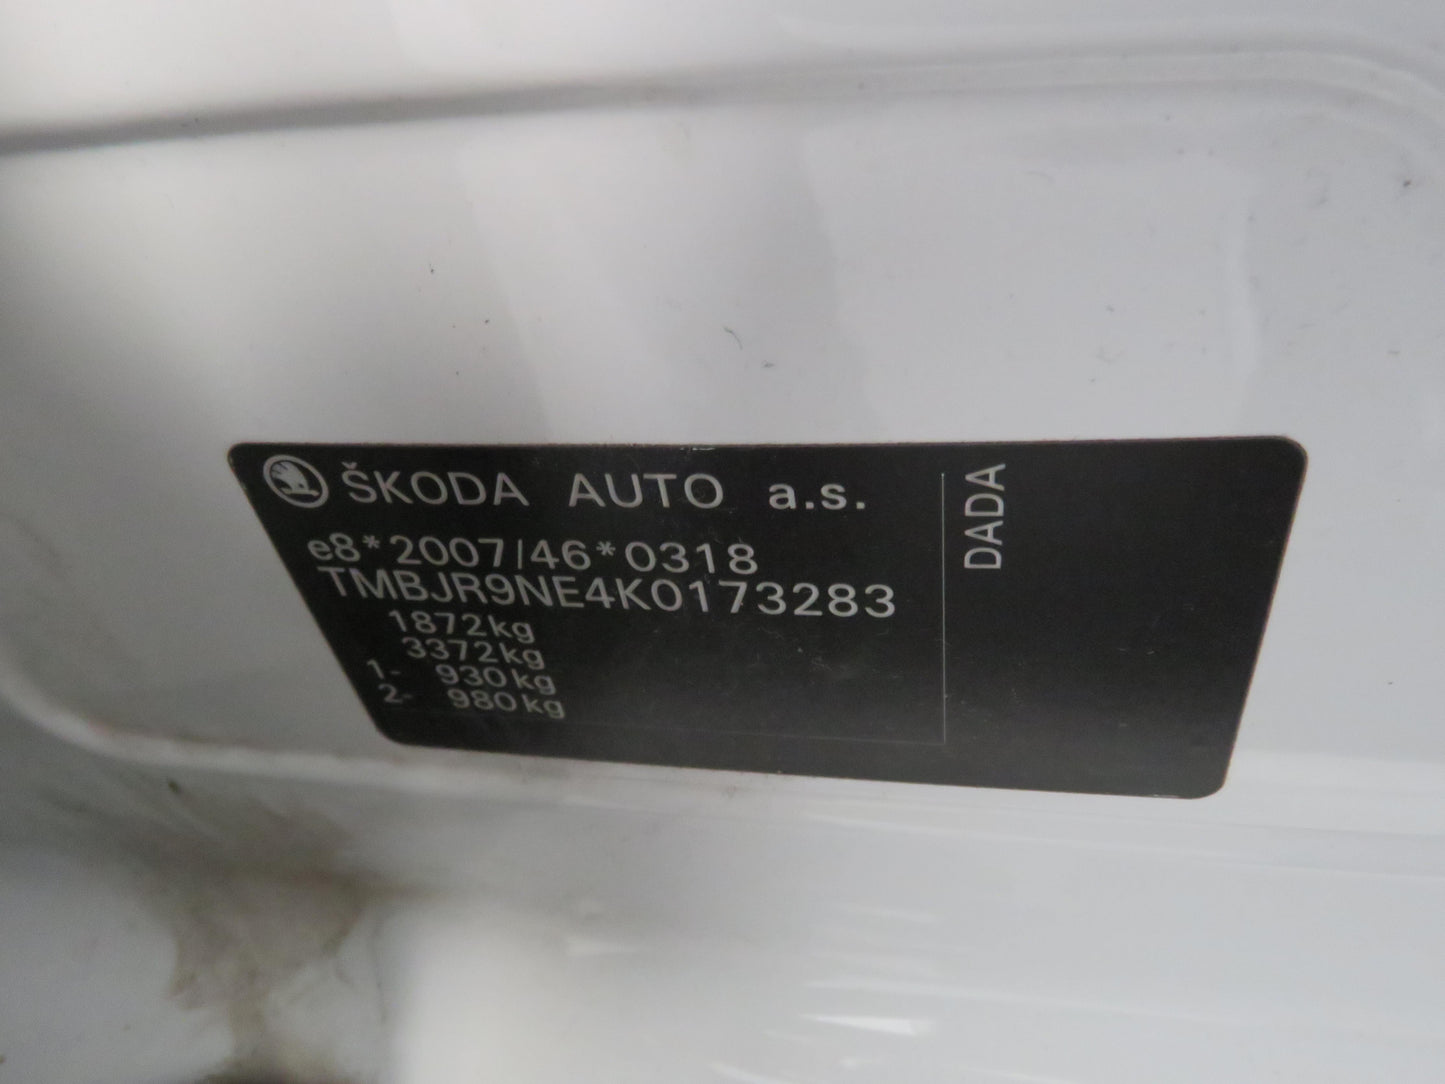 ŠKODA AUTO a.s.
e8*2007/46*0318
TMBJR9NE4K0173283
1872kg
3372kg
1- 930kg
2- 980kg
DADA